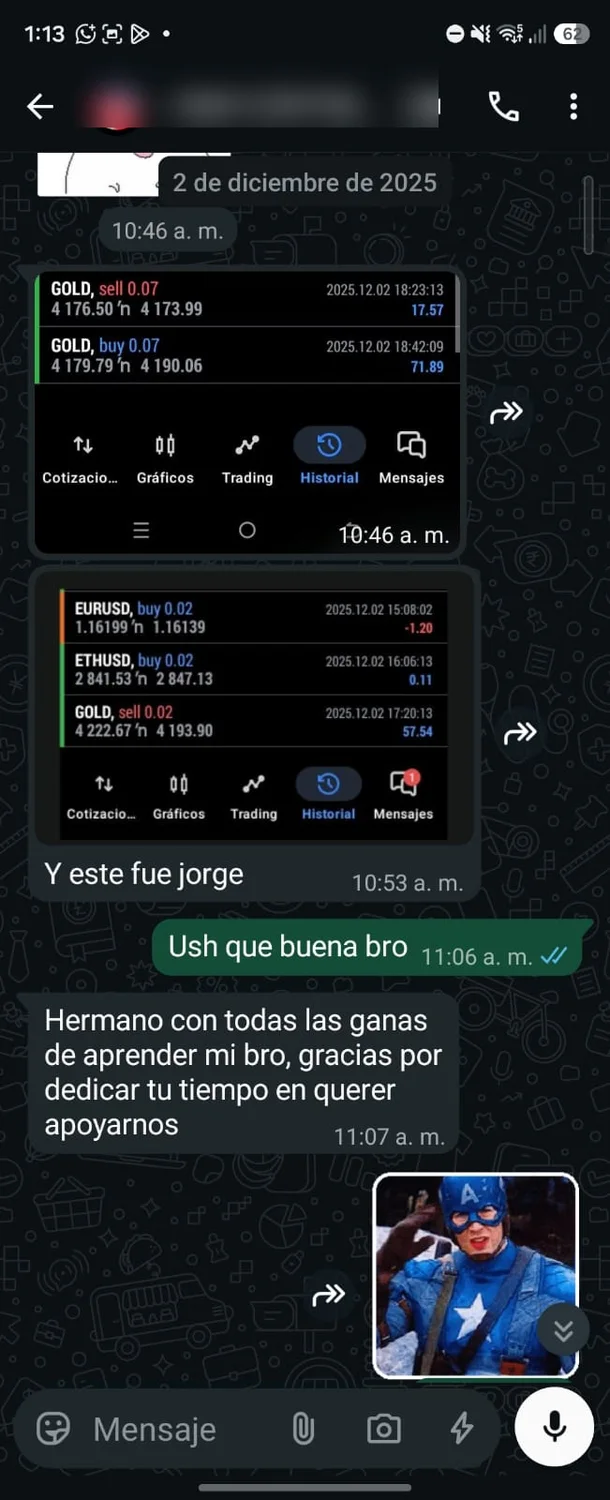 1:13
62
2 de diciembre de 2025
10:46 a. m.
GOLD, sell 0.07 2025.12.02 18:23:13
4 176.50 'n 4 173.99 17.57
GOLD, buy 0.07 2025.12.02 18:42:09
4 179.79 'n 4 190.06 71.89
Cotizacio... Gráficos Trading Historial Mensajes
10:46 a. m.
EURUSD, buy 0.02 2025.12.02 15:08:02
1.16199 'n 1.16139 -1.20
ETHUSD, buy 0.02 2025.12.02 16:06:13
2 841.53 'n 2 847.13 0.11
GOLD, sell 0.02 2025.12.02 17:20:13
4 222.67 'n 4 193.90 57.54
1
Cotizacio... Gráficos Trading Historial Mensajes
Y este fue jorge 10:53 a. m.
Ush que buena bro 11:06 a. m.
Hermano con todas las ganas
de aprender mi bro, gracias por
dedicar tu tiempo en querer
apoyarnos 11:07 a. m.
A
Mensaje